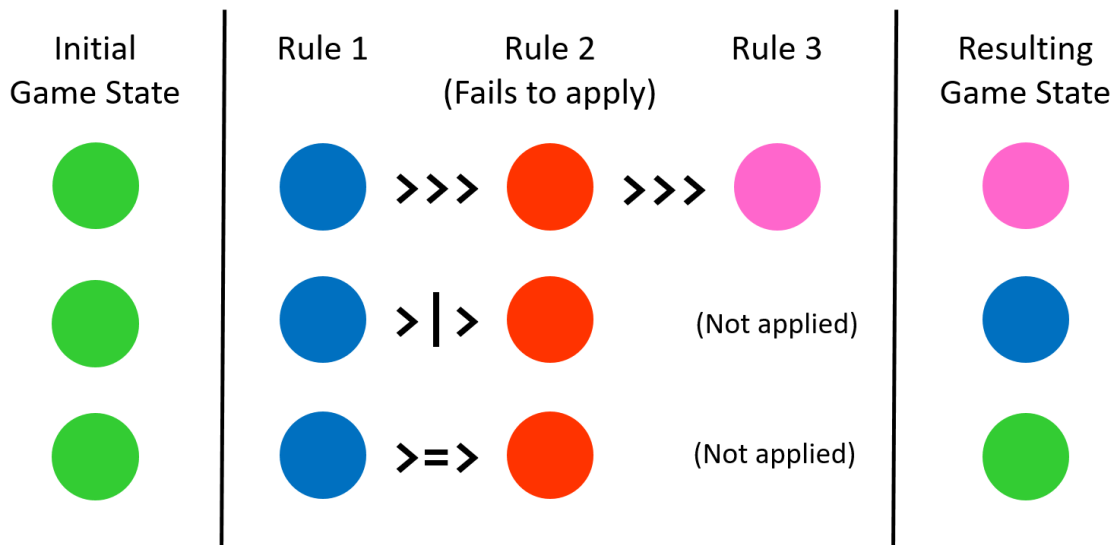 Initial
Game State
Rule 1
Rule 2
(Fails to apply)
Rule 3
Resulting
Game State
>>>
>>>
>|>
(Not applied)
>=>
(Not applied)